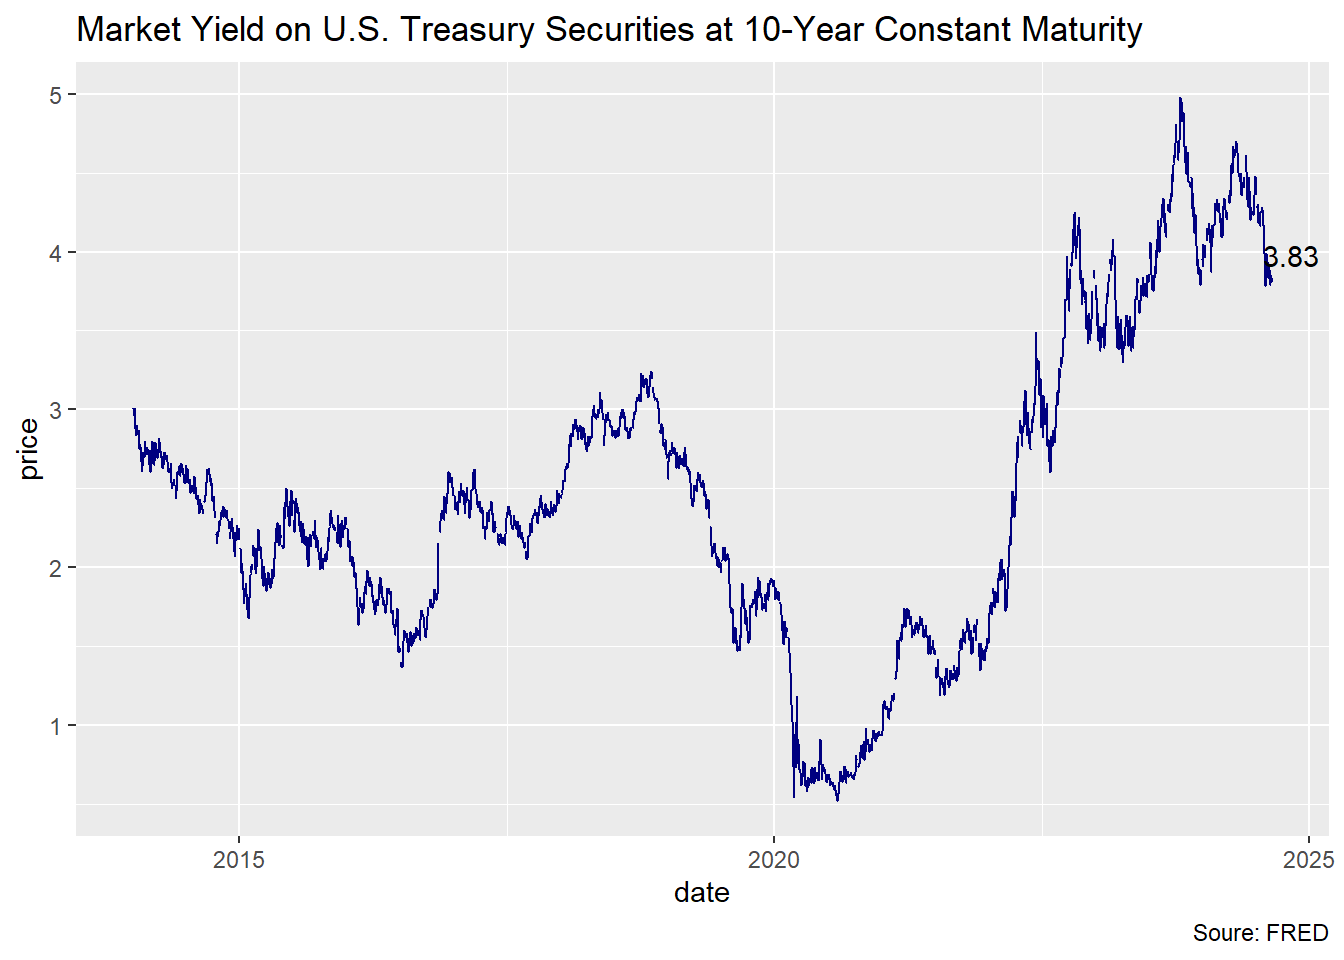 Market Yield on U.S. Treasury Securities at 10-Year Constant Maturity
5
4
3
2
1
price
3.83
2015
2020
2025
date
Soure: FRED